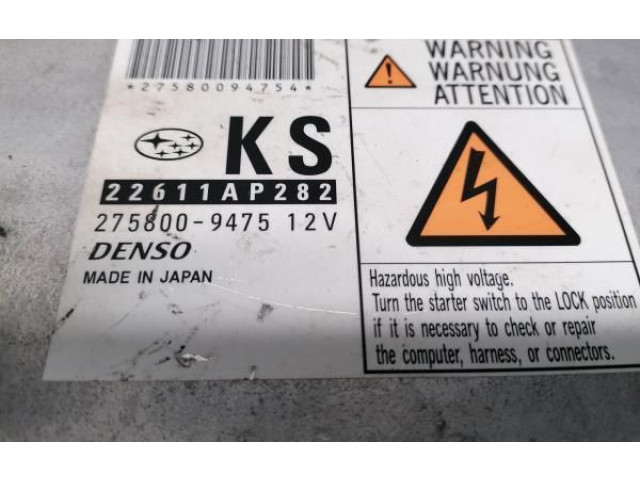 *27580094754*
KS
22611AP282
275800-9475 12V
DENSO
MADE IN JAPAN
WARNING
WARNUNG
ATTENTION
Hazardous high voltage.
Turn the starter switch to the LOCK position
if it is necessary to check or repair
the computer, harness, or connectors.